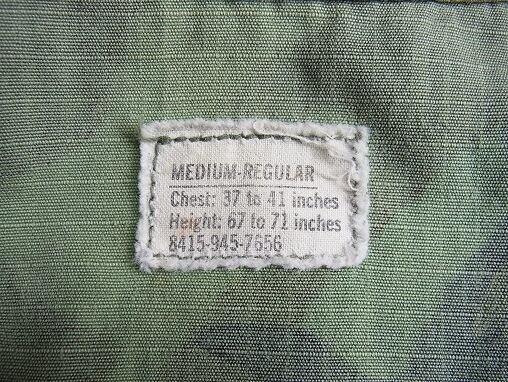 MEDIUM-REGULAR
Chest: 37 to 41 inches
Height: 67 to 71 inches
8415-945-7656